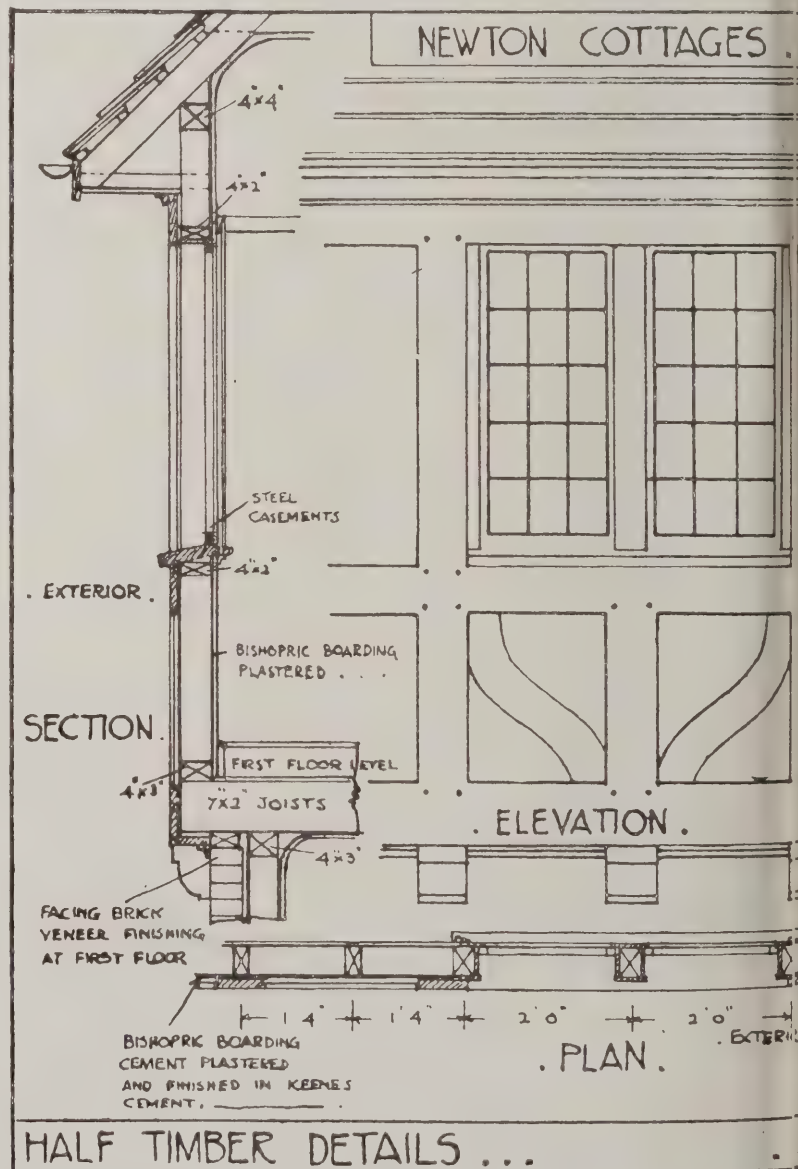 NEWTON COTTAGES .
4"x4"
4"x2"
STEEL
CASEMENTS
4"x2"
. EXTERIOR .
BISHOPRIC BOARDING
PLASTERED . . .
SECTION.
FIRST FLOOR LEVEL
4"x3"
7"x2" JOISTS
. ELEVATION .
4"x3"
FACING BRICK
VENEER FINISHING
AT FIRST FLOOR
1'4" 1'4" 2'0" 2'0"
BISHOPRIC BOARDING
CEMENT PLASTERED
AND FINISHED IN KEENES
CEMENT.
. PLAN .
HALF TIMBER DETAILS ... .